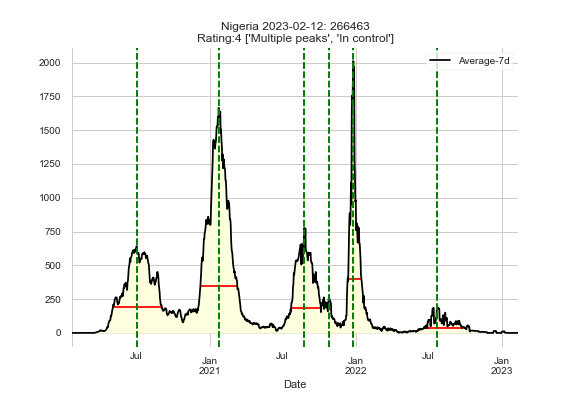 Nigeria 2023-02-12: 266463
Rating:4 ['Multiple peaks', 'In control']
Average-7d
2000
1750
1500
1250
1000
750
500
250
0
Jul
Jan
2021
Jul
Jan
2022
Jul
Jan
2023
Date